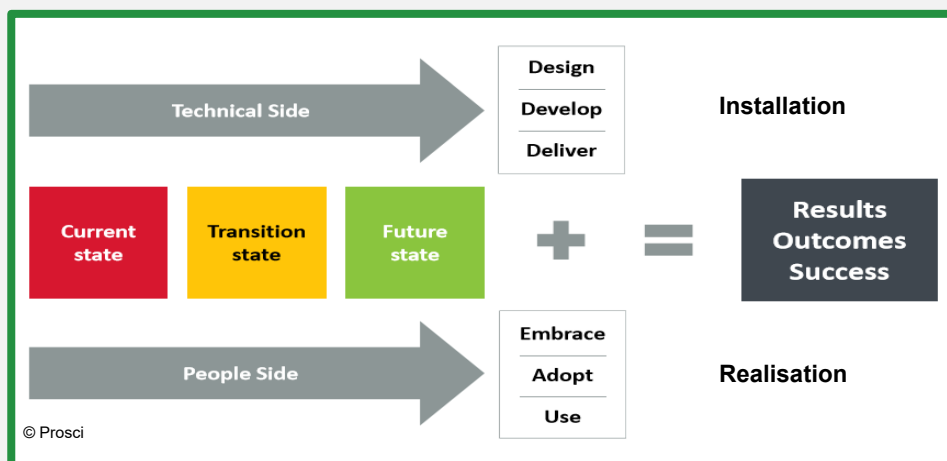 Technical Side
Design
Develop
Deliver
Installation
Current
state
Transition
state
Future
state
+
=
Results
Outcomes
Success
People Side
Embrace
Adopt
Use
Realisation
© Prosci